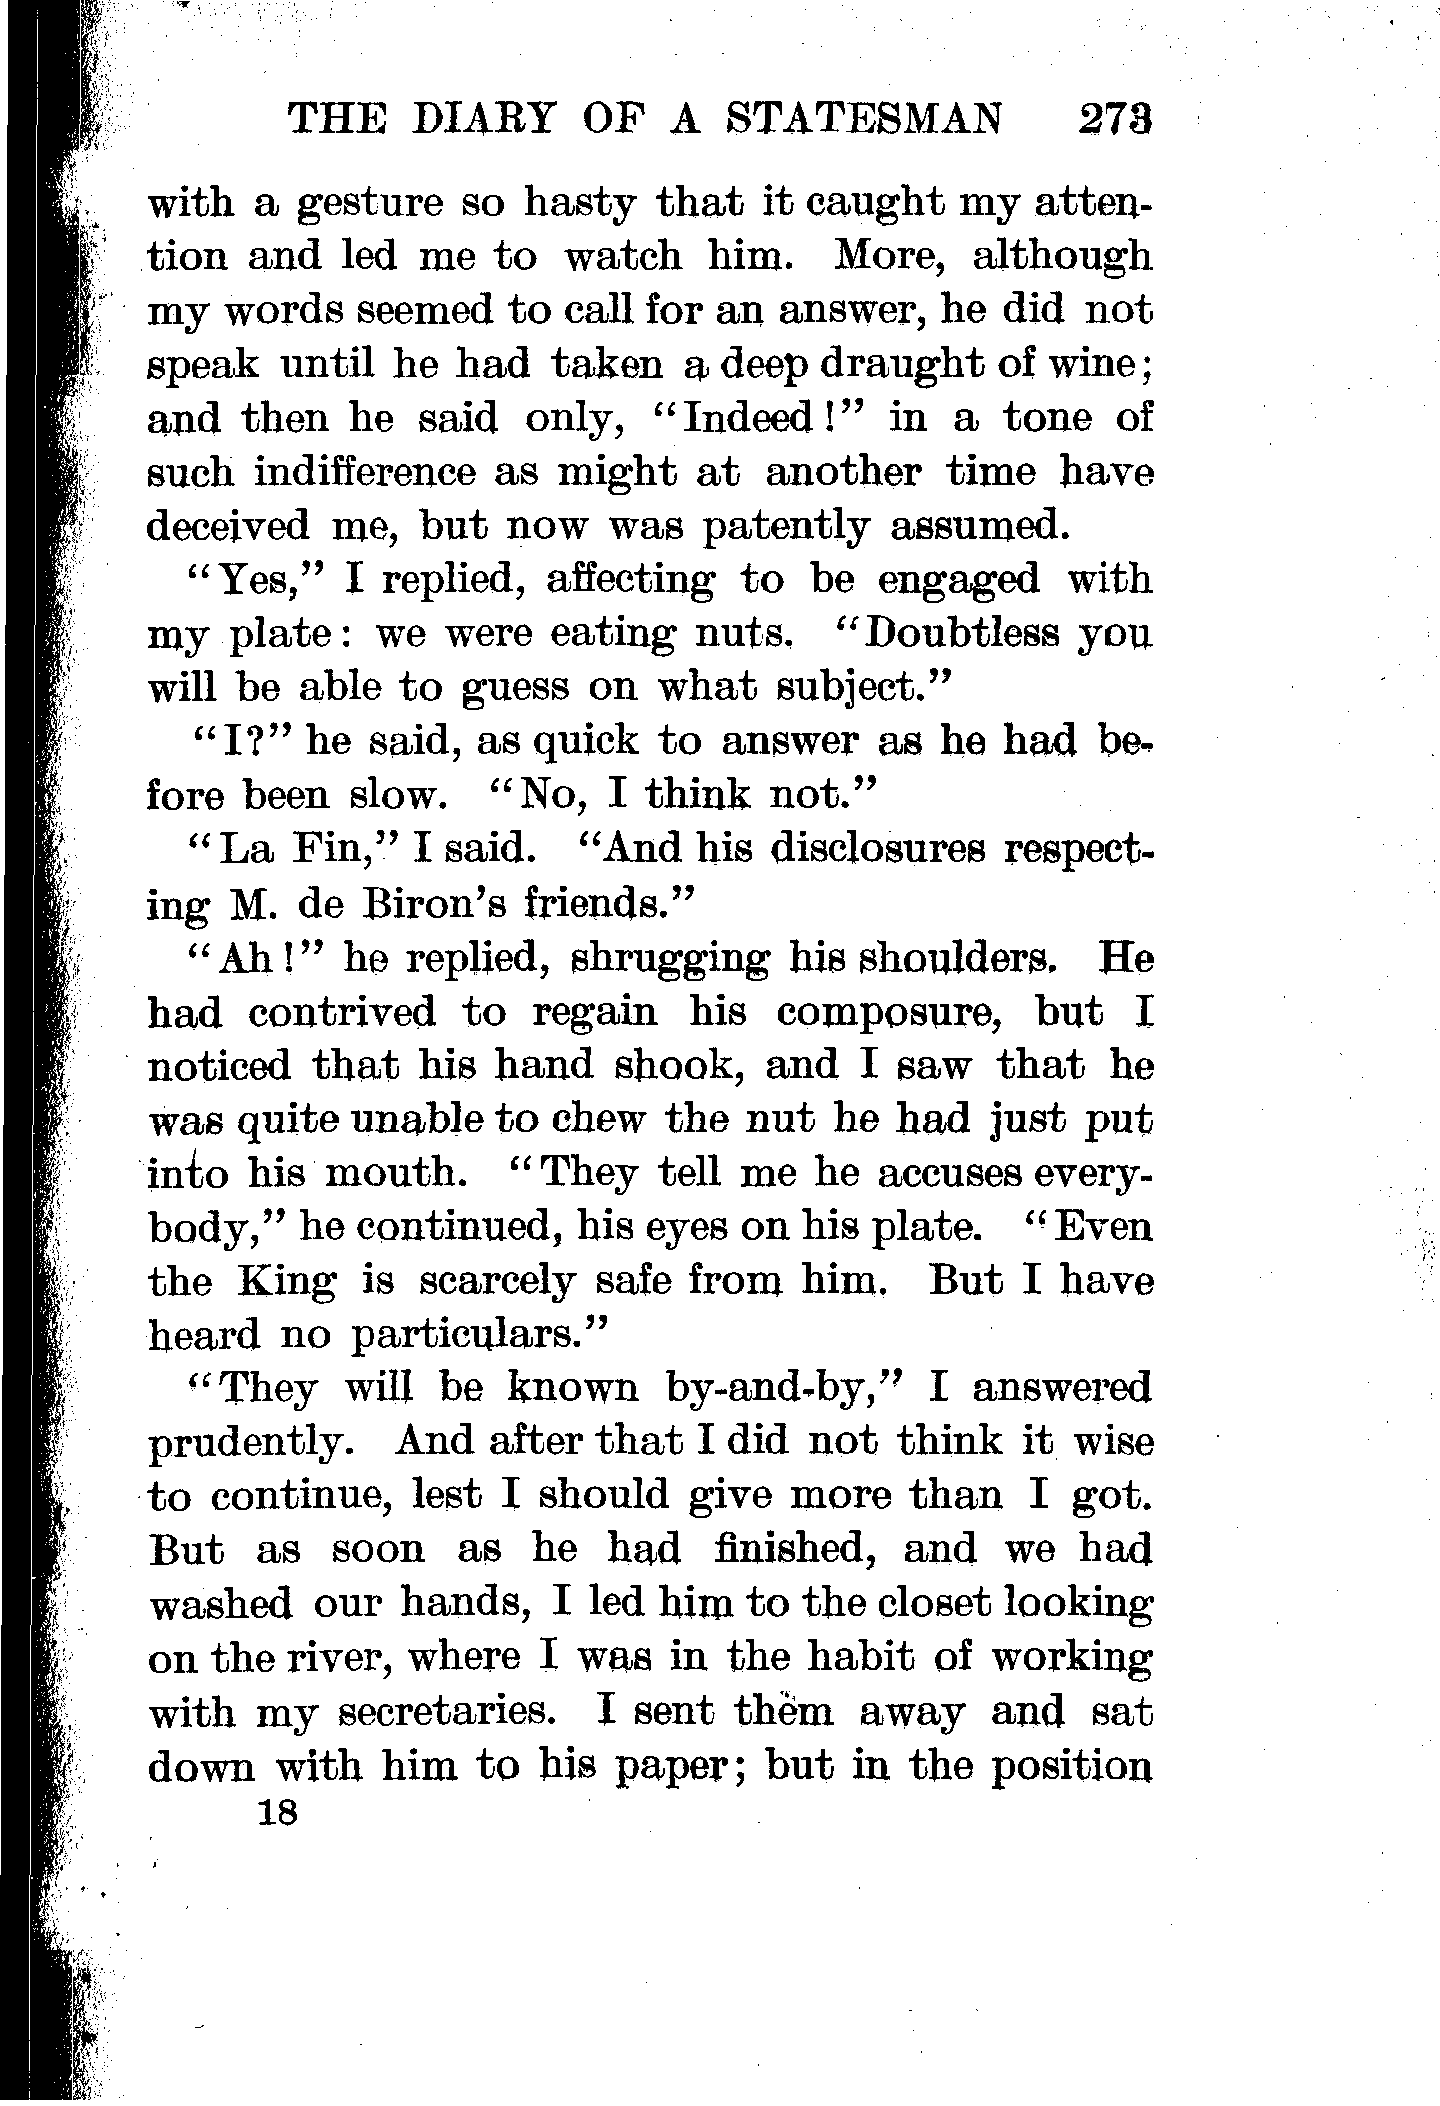 THE DIARY OF A STATESMAN 273
with a gesture so hasty that it caught my atten-
tion and led me to watch him. More, although
my words seemed to call for an answer, he did not
speak until he had taken a deep draught of wine;
and then he said only, "Indeed!" in a tone of
such indifference as might at another time have
deceived me, but now was patently assumed.
"Yes," I replied, affecting to be engaged with
my plate: we were eating nuts. "Doubtless you
will be able to guess on what subject."
"I?" he said, as quick to answer as he had be-
fore been slow. "No, I think not."
"La Fin," I said. "And his disclosures respect-
ing M. de Biron's friends."
"Ah!" he replied, shrugging his shoulders. He
had contrived to regain his composure, but I
noticed that his hand shook, and I saw that he
was quite unable to chew the nut he had just put
into his mouth. "They tell me he accuses every-
body," he continued, his eyes on his plate. "Even
the King is scarcely safe from him. But I have
heard no particulars."
"They will be known by-and-by," I answered
prudently. And after that I did not think it wise
to continue, lest I should give more than I got.
But as soon as he had finished, and we had
washed our hands, I led him to the closet looking
on the river, where I was in the habit of working
with my secretaries. I sent them away and sat
down with him to his paper; but in the position
18